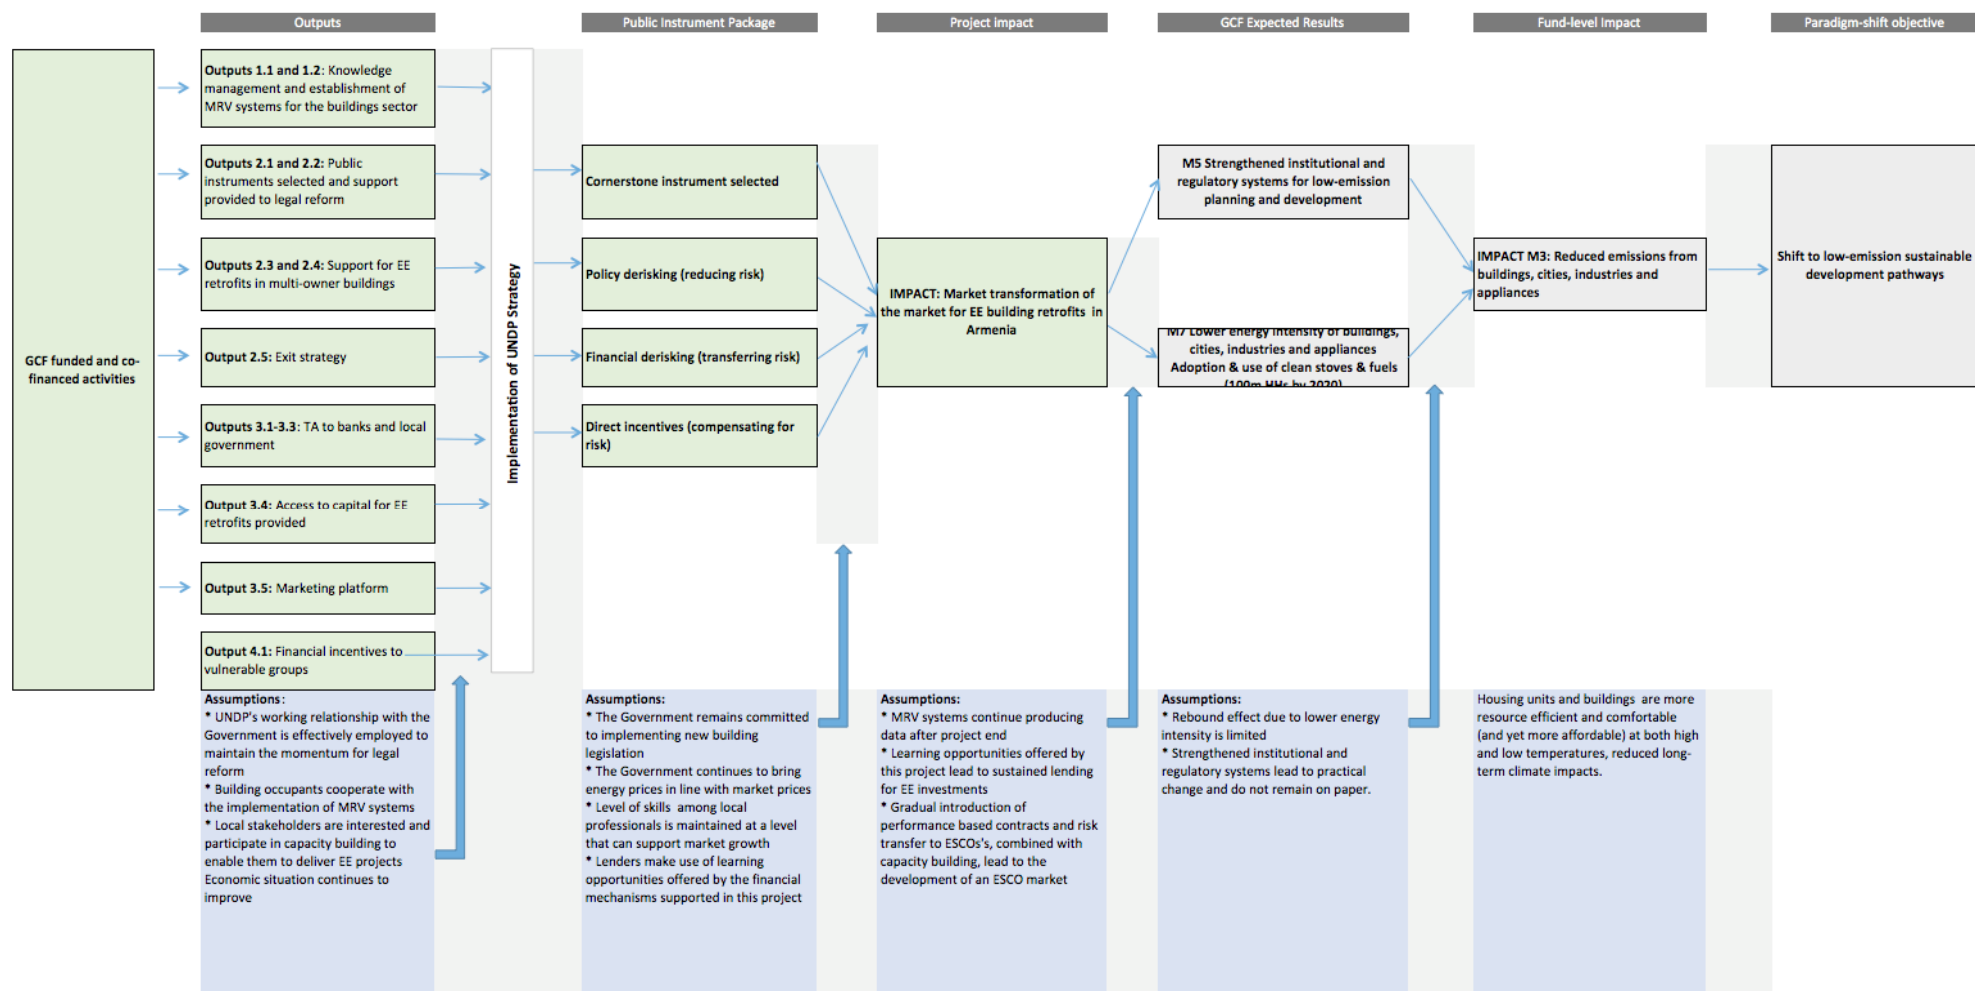 Outputs
Public Instrument Package
Project impact
GCF Expected Results
Fund-level Impact
Paradigm-shift objective
GCF funded and co-
financed activities
Outputs 1.1 and 1.2: Knowledge
management and establishment of
MRV systems for the buildings sector
Outputs 2.1 and 2.2: Public
instruments selected and support
provided to legal reform
Outputs 2.3 and 2.4: Support for EE
retrofits in multi-owner buildings
Output 2.5: Exit strategy
Outputs 3.1-3.3: TA to banks and local
government
Output 3.4: Access to capital for EE
retrofits provided
Output 3.5: Marketing platform
Output 4.1: Financial incentives to
vulnerable groups
Implementation of UNDP Strategy
Cornerstone instrument selected
Policy derisking (reducing risk)
Financial derisking (transferring risk)
Direct incentives (compensating for
risk)
IMPACT: Market transformation of
the market for EE building retrofits in
Armenia
M5 Strengthened institutional and
regulatory systems for low-emission
planning and development
M7 Lower energy intensity of buildings,
cities, industries and appliances
Adoption & use of clean stoves & fuels
(100m HHs by 2020)
IMPACT M3: Reduced emissions from
buildings, cities, industries and
appliances
Shift to low-emission sustainable
development pathways
Assumptions:
* UNDP's working relationship with the
Government is effectively employed to
maintain the momentum for legal
reform
* Building occupants cooperate with
the implementation of MRV systems
* Local stakeholders are interested and
participate in capacity building to
enable them to deliver EE projects
Economic situation continues to
improve
Assumptions:
* The Government remains committed
to implementing new building
legislation
* The Government continues to bring
energy prices in line with market prices
* Level of skills among local
professionals is maintained at a level
that can support market growth
* Lenders make use of learning
opportunities offered by the financial
mechanisms supported in this project
Assumptions:
* MRV systems continue producing
data after project end
* Learning opportunities offered by
this project lead to sustained lending
for EE investments
* Gradual introduction of
performance based contracts and risk
transfer to ESCOs's, combined with
capacity building, lead to the
development of an ESCO market
Assumptions:
* Rebound effect due to lower energy
intensity is limited
* Strengthened institutional and
regulatory systems lead to practical
change and do not remain on paper.
Housing units and buildings are more
resource efficient and comfortable
(and yet more affordable) at both high
and low temperatures, reduced long-
term climate impacts.